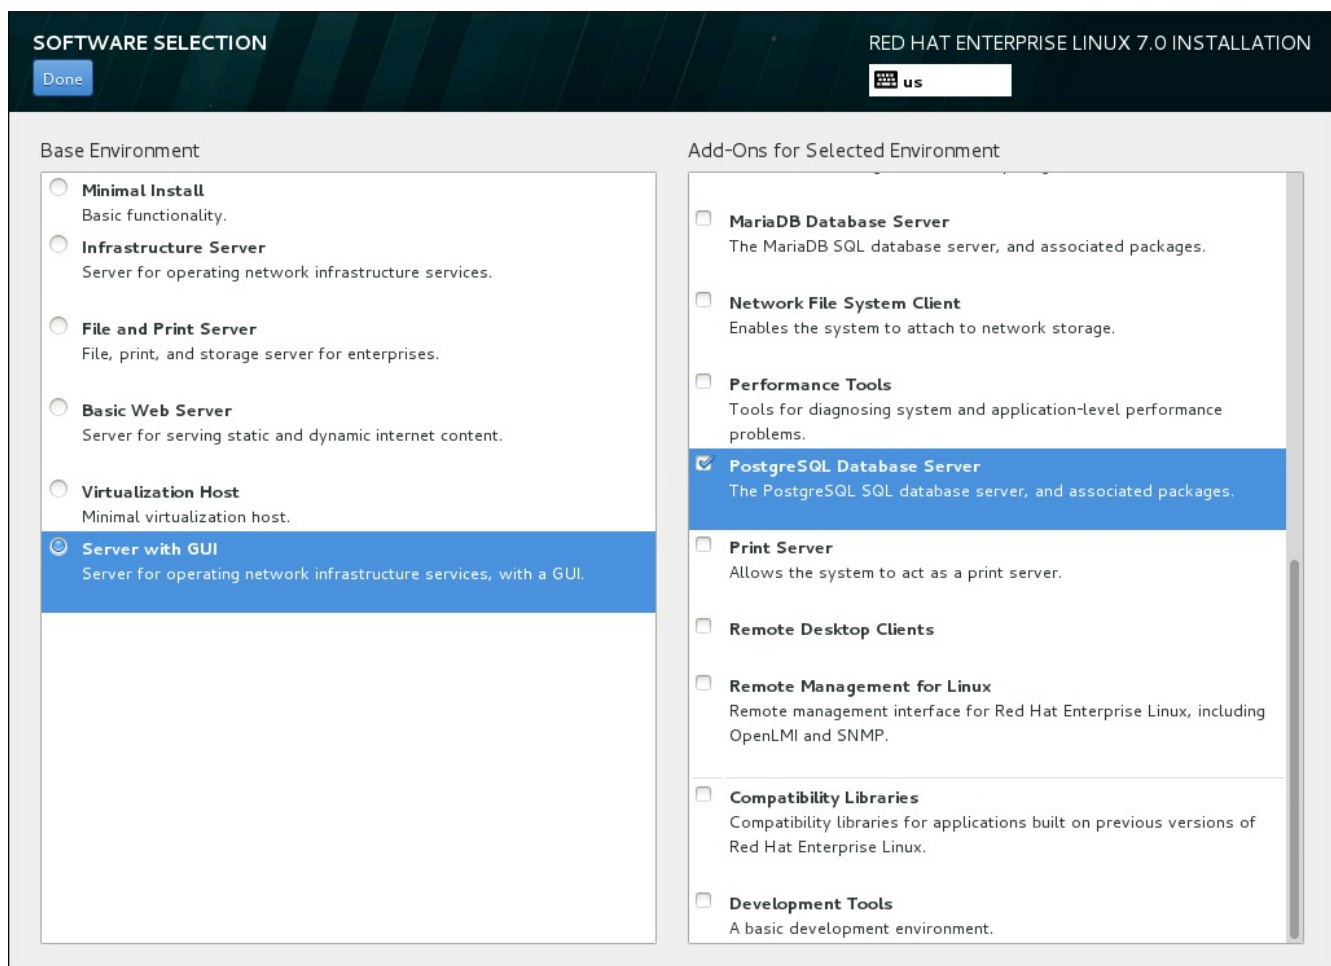 SOFTWARE SELECTION
Done
RED HAT ENTERPRISE LINUX 7.0 INSTALLATION
us
Base Environment
Minimal Install
Basic functionality.
Infrastructure Server
Server for operating network infrastructure services.
File and Print Server
File, print, and storage server for enterprises.
Basic Web Server
Server for serving static and dynamic internet content.
Virtualization Host
Minimal virtualization host.
Server with GUI
Server for operating network infrastructure services, with a GUI.
Add-Ons for Selected Environment
MariaDB Database Server
The MariaDB SQL database server, and associated packages.
Network File System Client
Enables the system to attach to network storage.
Performance Tools
Tools for diagnosing system and application-level performance
problems.
PostgreSQL Database Server
The PostgreSQL SQL database server, and associated packages.
Print Server
Allows the system to act as a print server.
Remote Desktop Clients
Remote Management for Linux
Remote management interface for Red Hat Enterprise Linux, including
OpenLMI and SNMP.
Compatibility Libraries
Compatibility libraries for applications built on previous versions of
Red Hat Enterprise Linux.
Development Tools
A basic development environment.